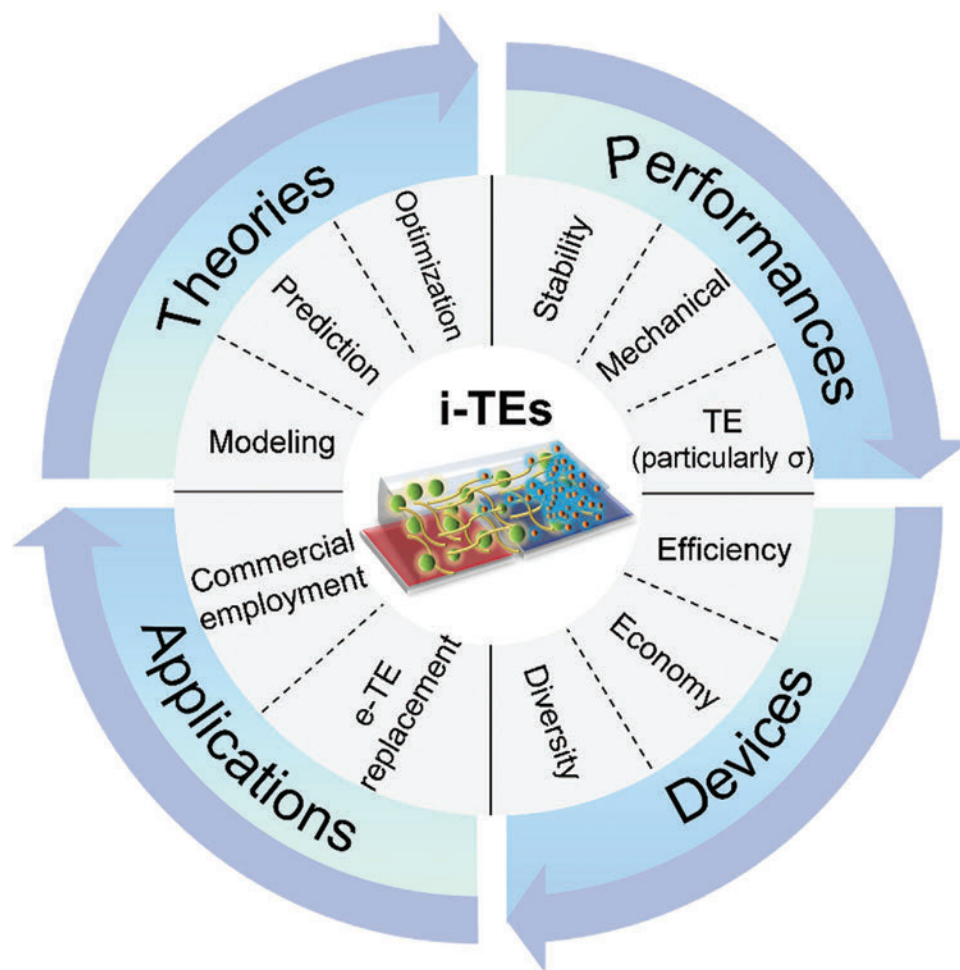 Theories
Optimization
Prediction
Modeling
Performances
Stability
Mechanical
TE
(particularly σ)
i-TEs
Efficiency
Economy
Diversity
Devices
Commercial
employment
e-TE
replacement
Applications